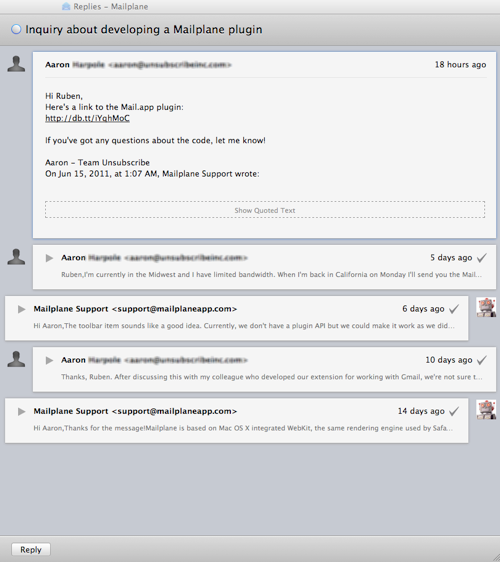 Replies – Mailplane
Inquiry about developing a Mailplane plugin
Aaron
18 hours ago
Hi Ruben,
Here's a link to the Mail.app plugin:
http://db.tt/iYqhMoC
If you've got any questions about the code, let me know!
Aaron – Team Unsubscribe
On Jun 15, 2011, at 1:07 AM, Mailplane Support wrote:
Show Quoted Text
Aaron
5 days ago
Ruben,I'm currently in the Midwest and I have limited bandwidth. When I'm back in California on Monday I'll send you the Mail...
Mailplane Support <support@mailplaneapp.com>
6 days ago
Hi Aaron,The toolbar item sounds like a good idea. Currently, we don't have a plugin API but we could make it work as we did...
Aaron
10 days ago
Thanks, Ruben. After discussing this with my colleague who developed our extension for working with Gmail, we're not sure t...
Mailplane Support <support@mailplaneapp.com>
14 days ago
Hi Aaron,Thanks for the message!Mailplane is based on Mac OS X integrated WebKit, the same rendering engine used by Safa...
Reply